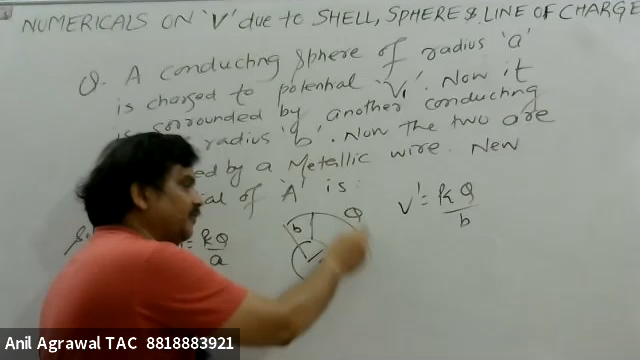 NUMERICALS ON 'V' due to SHELL, SPHERE & LINE OF CHARGE
Q. A conducting sphere of radius 'a'
is charged to potential 'V₁'. Now it
is sorrounded by another conducting
radius 'b'. Now the two are
by a Metallic wire. New
of 'A' is:
= kQ/a
b
Q
V' = kQ/b
Anil Agrawal TAC 8818883921